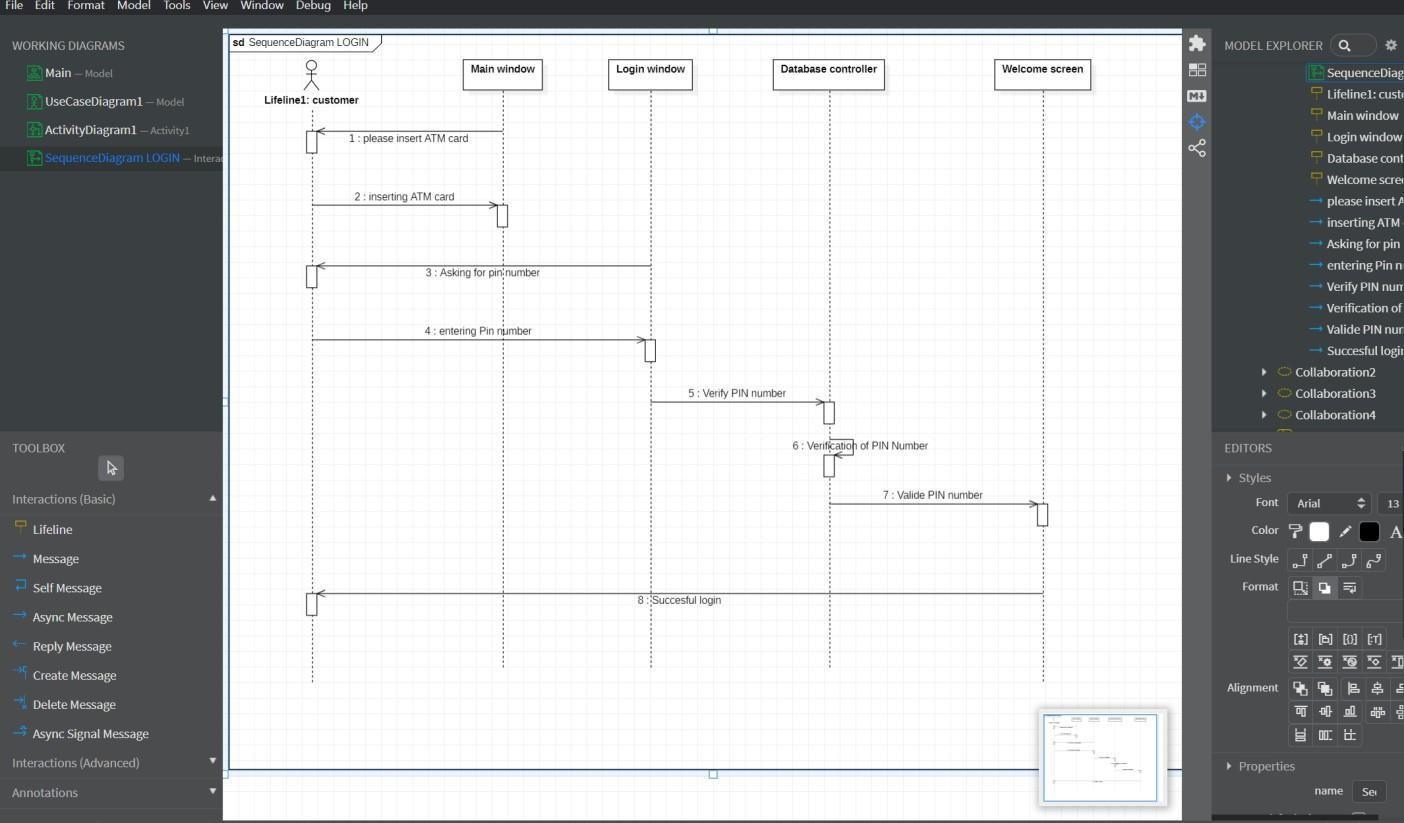 File Edit Format Model Tools View Window Debug Help
WORKING DIAGRAMS
Main — Model
UseCaseDiagram1 — Model
ActivityDiagram1 — Activity1
SequenceDiagram LOGIN — Interac
TOOLBOX
Interactions (Basic)
Lifeline
Message
Self Message
Async Message
Reply Message
Create Message
Delete Message
Async Signal Message
Interactions (Advanced)
Annotations
sd SequenceDiagram LOGIN
Lifeline1: customer
Main window
Login window
Database controller
Welcome screen
1 : please insert ATM card
2 : inserting ATM card
3 : Asking for pin number
4 : entering Pin number
5 : Verify PIN number
6 : Verification of PIN Number
7 : Valide PIN number
8 : Succesful login
MODEL EXPLORER
SequenceDiag
Lifeline1: cust
Main window
Login window
Database cont
Welcome scree
please insert A
inserting ATM
Asking for pin
entering Pin n
Verify PIN num
Verification of
Valide PIN num
Succesful login
Collaboration2
Collaboration3
Collaboration4
EDITORS
Styles
Font Arial 13
Color
Line Style
Format
Alignment
Properties
name Se